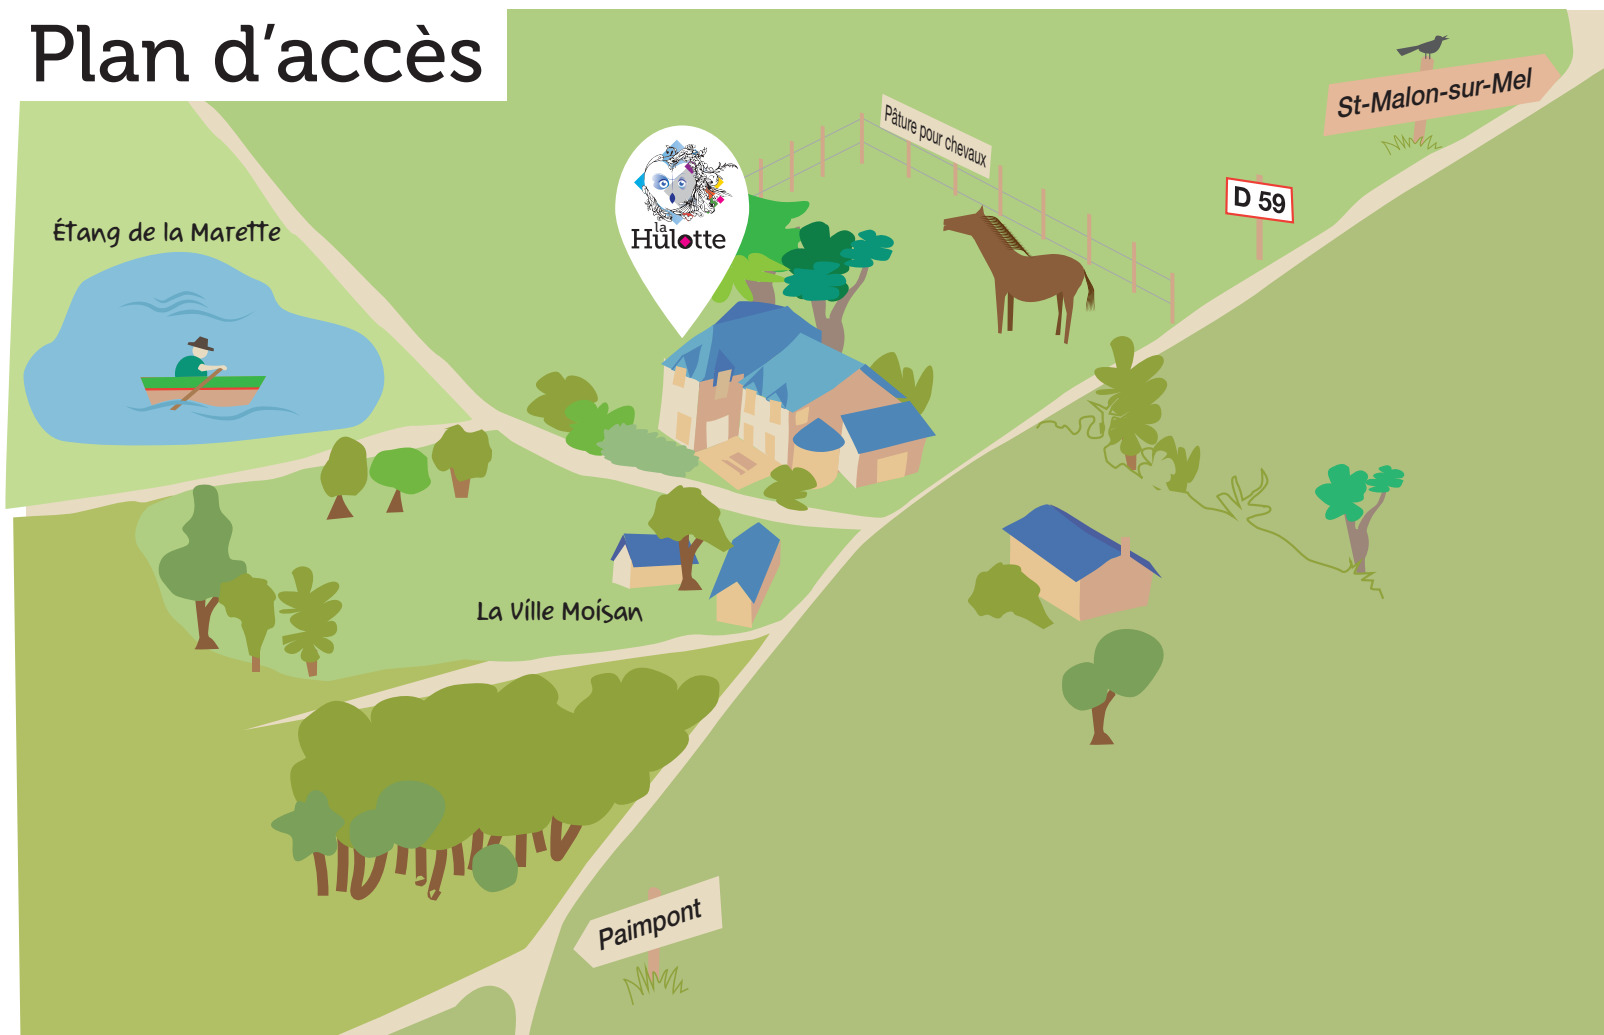 Plan d'accès
St-Malon-sur-Mel
Pâture pour chevaux
D 59
Étang de la Marette
la
Hulotte
La Ville Moisan
Paimpont